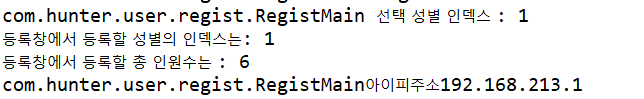 com.hunter.user.regist.RegistMain 선택 성별 인덱스 : 1
등록창에서 등록할 성별의 인덱스는: 1
등록창에서 등록할 총 인원수는 : 6
com.hunter.user.regist.RegistMain아이피주소192.168.213.1